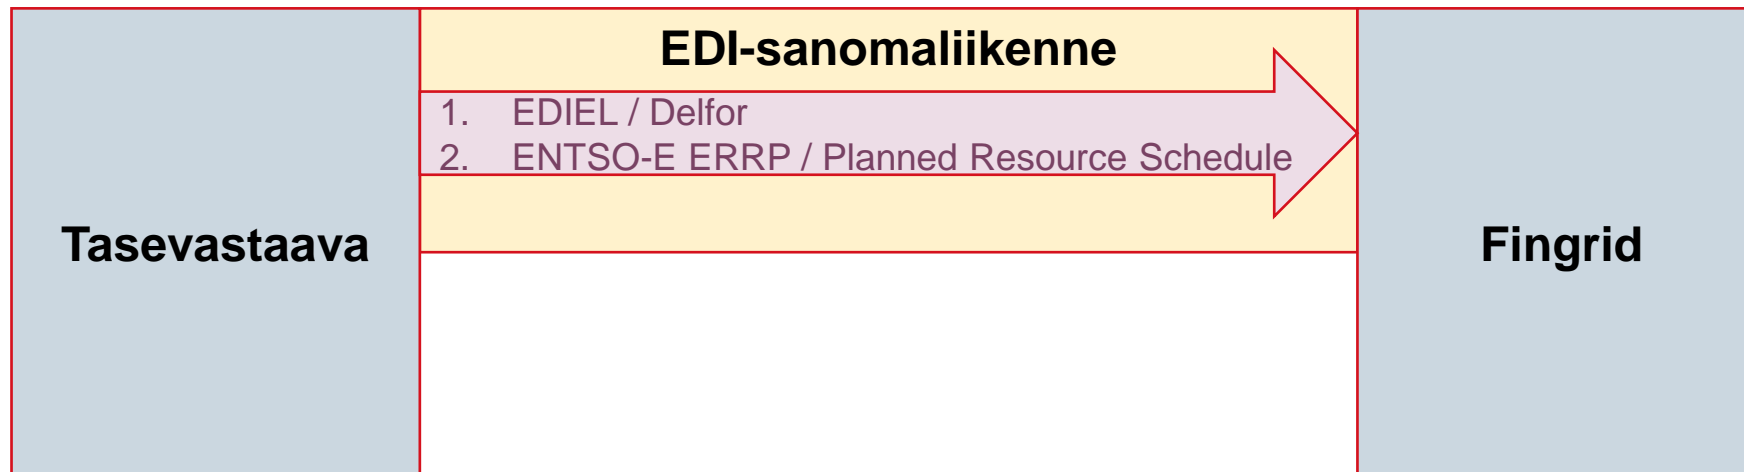 EDI-sanomaliikenne
1. EDIEL / Delfor
2. ENTSO-E ERRP / Planned Resource Schedule
Tasevastaava
Fingrid